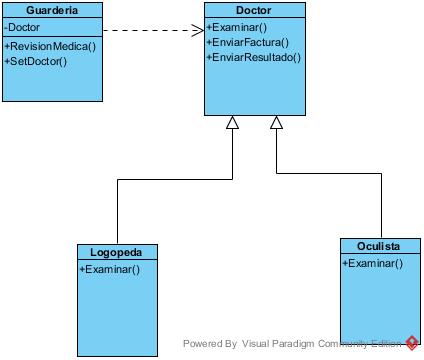 Guarderia
-Doctor
+RevisionMedica()
+SetDoctor()
Doctor
+Examinar()
+EnviarFactura()
+EnviarResultado()
Logopeda
+Examinar()
Oculista
+Examinar()
Powered By Visual Paradigm Community Edition